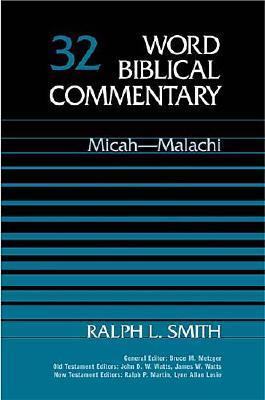 32 WORD
BIBLICAL
COMMENTARY
Micah—Malachi
RALPH L. SMITH
General Editor: Bruce M. Metzger
Old Testament Editors: John D. W. Watts, James W. Watts
New Testament Editors: Ralph P. Martin, Lynn Allan Losie